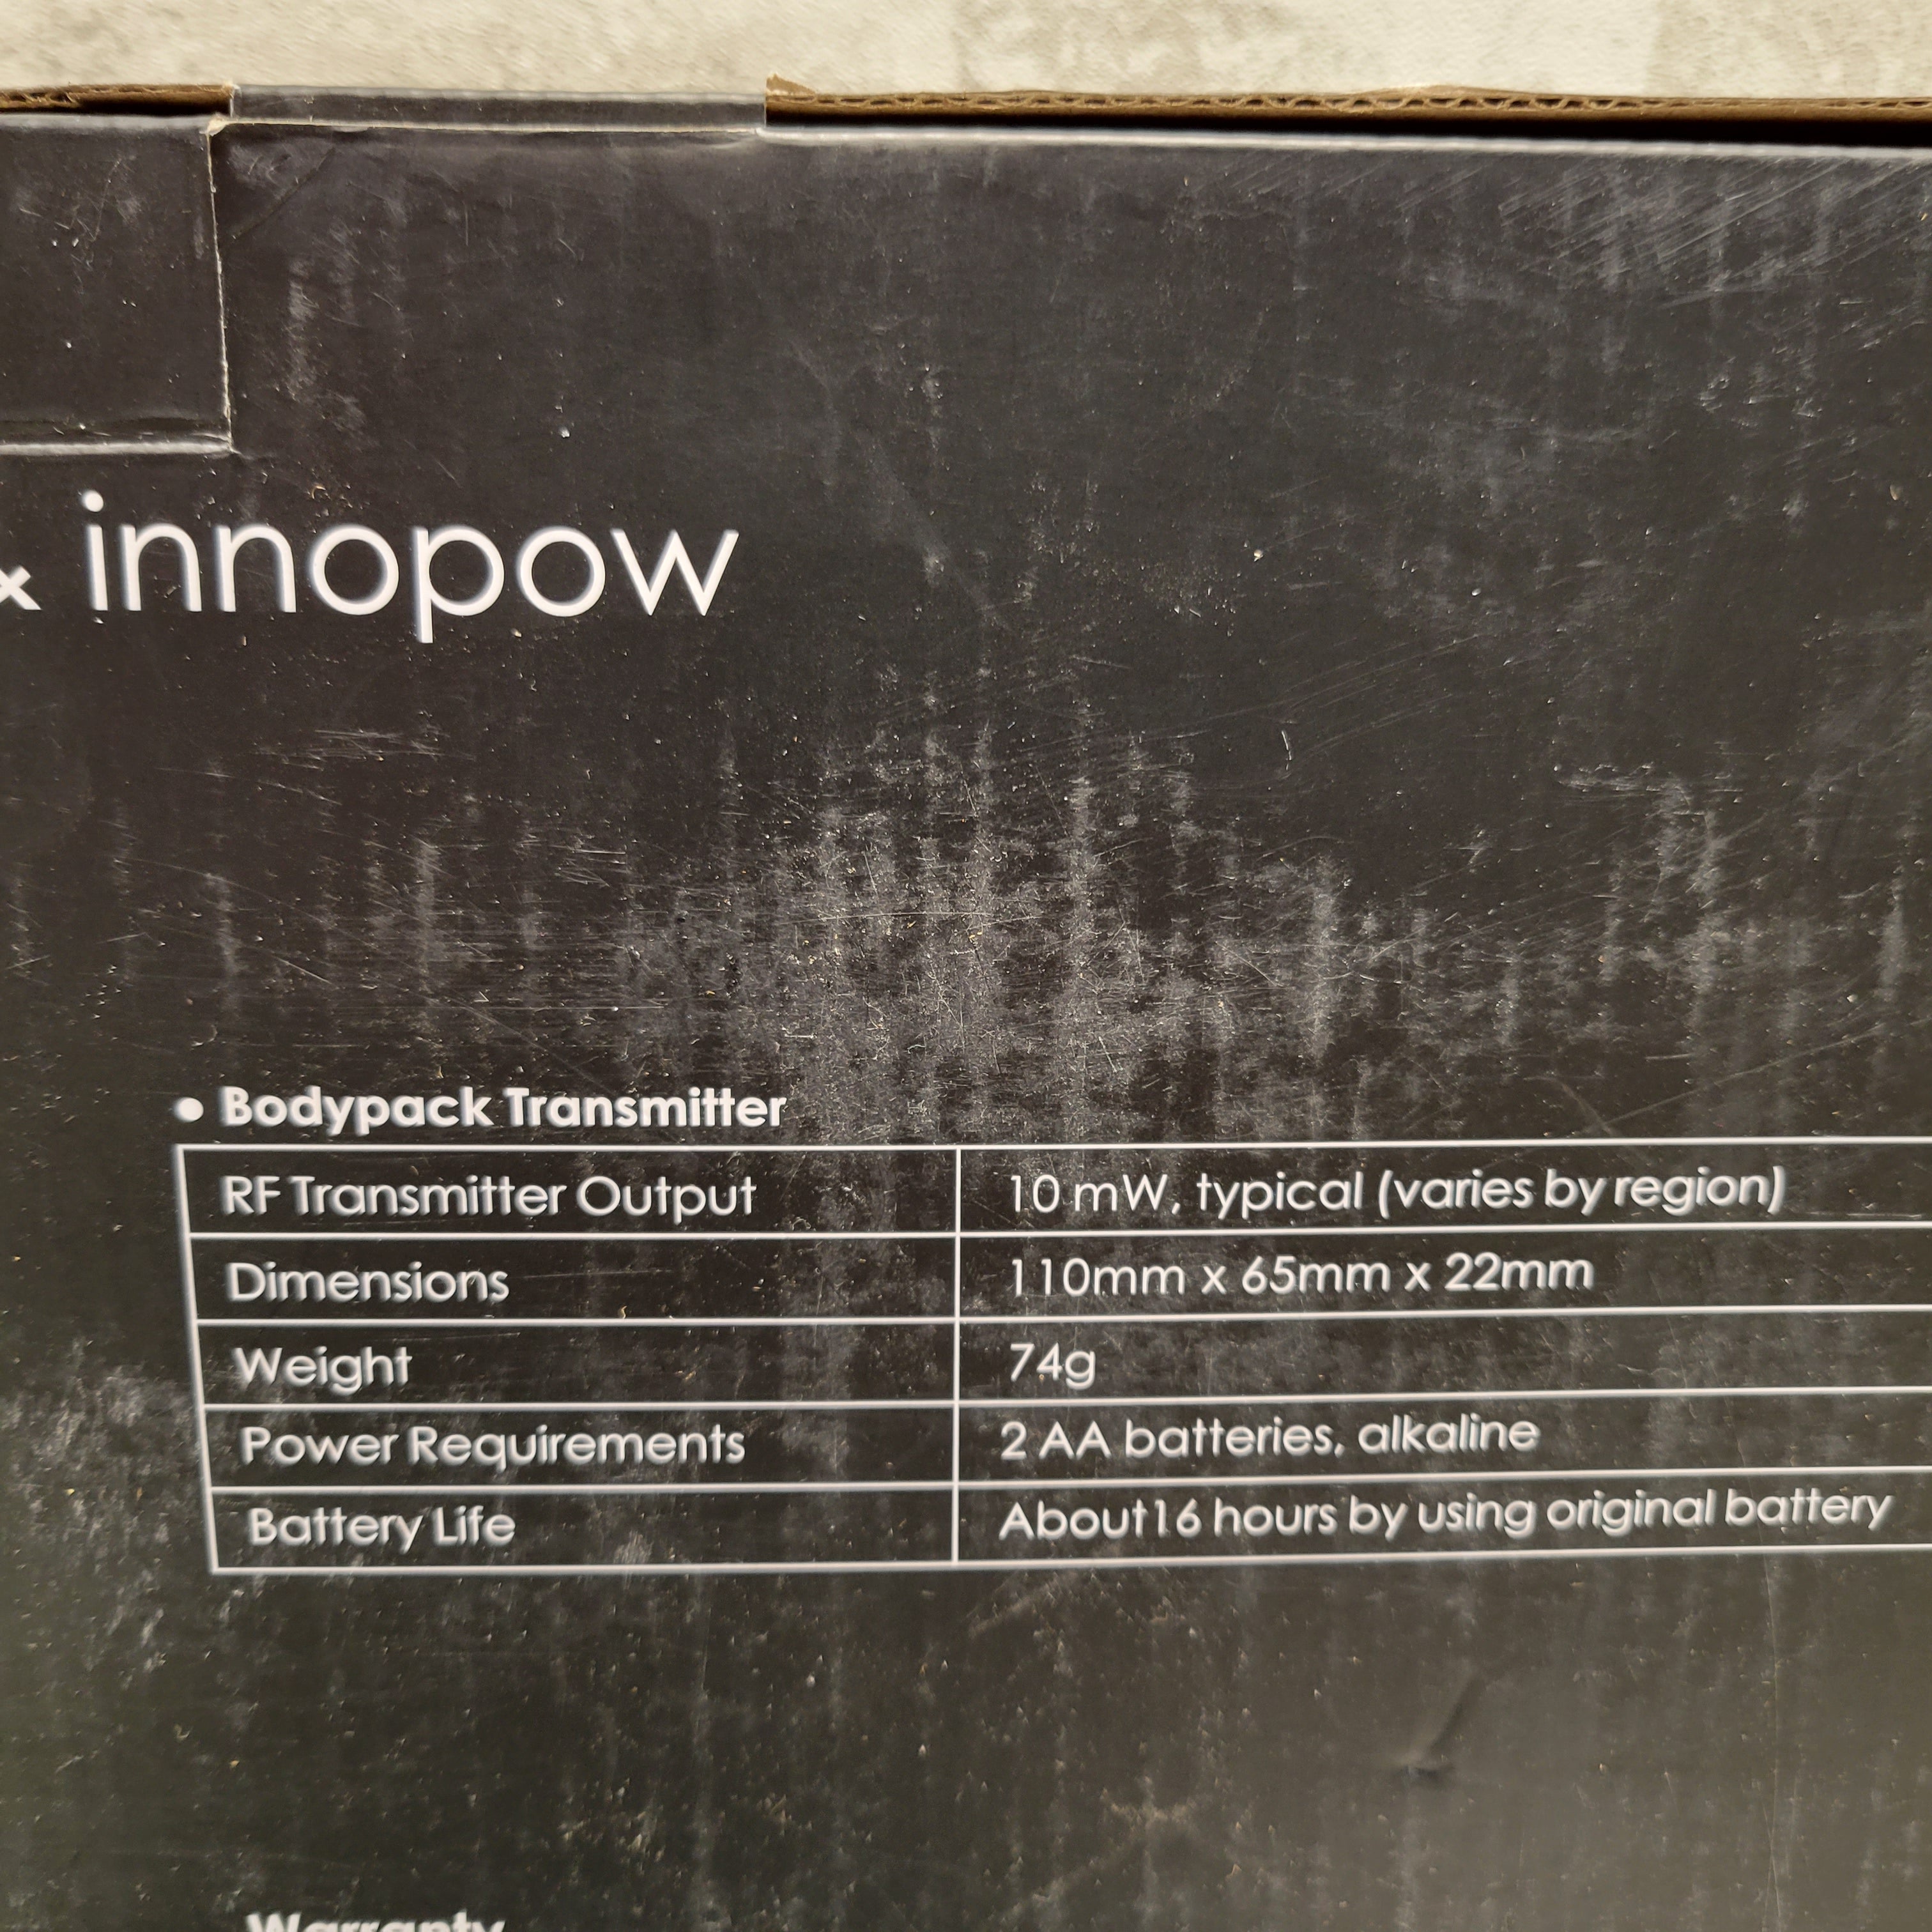 innopow
• Bodypack Transmitter
RF Transmitter Output 10 mW, typical (varies by region)
Dimensions 110mm x 65mm x 22mm
Weight 74g
Power Requirements 2 AA batteries, alkaline
Battery Life About16 hours by using original battery
Warranty